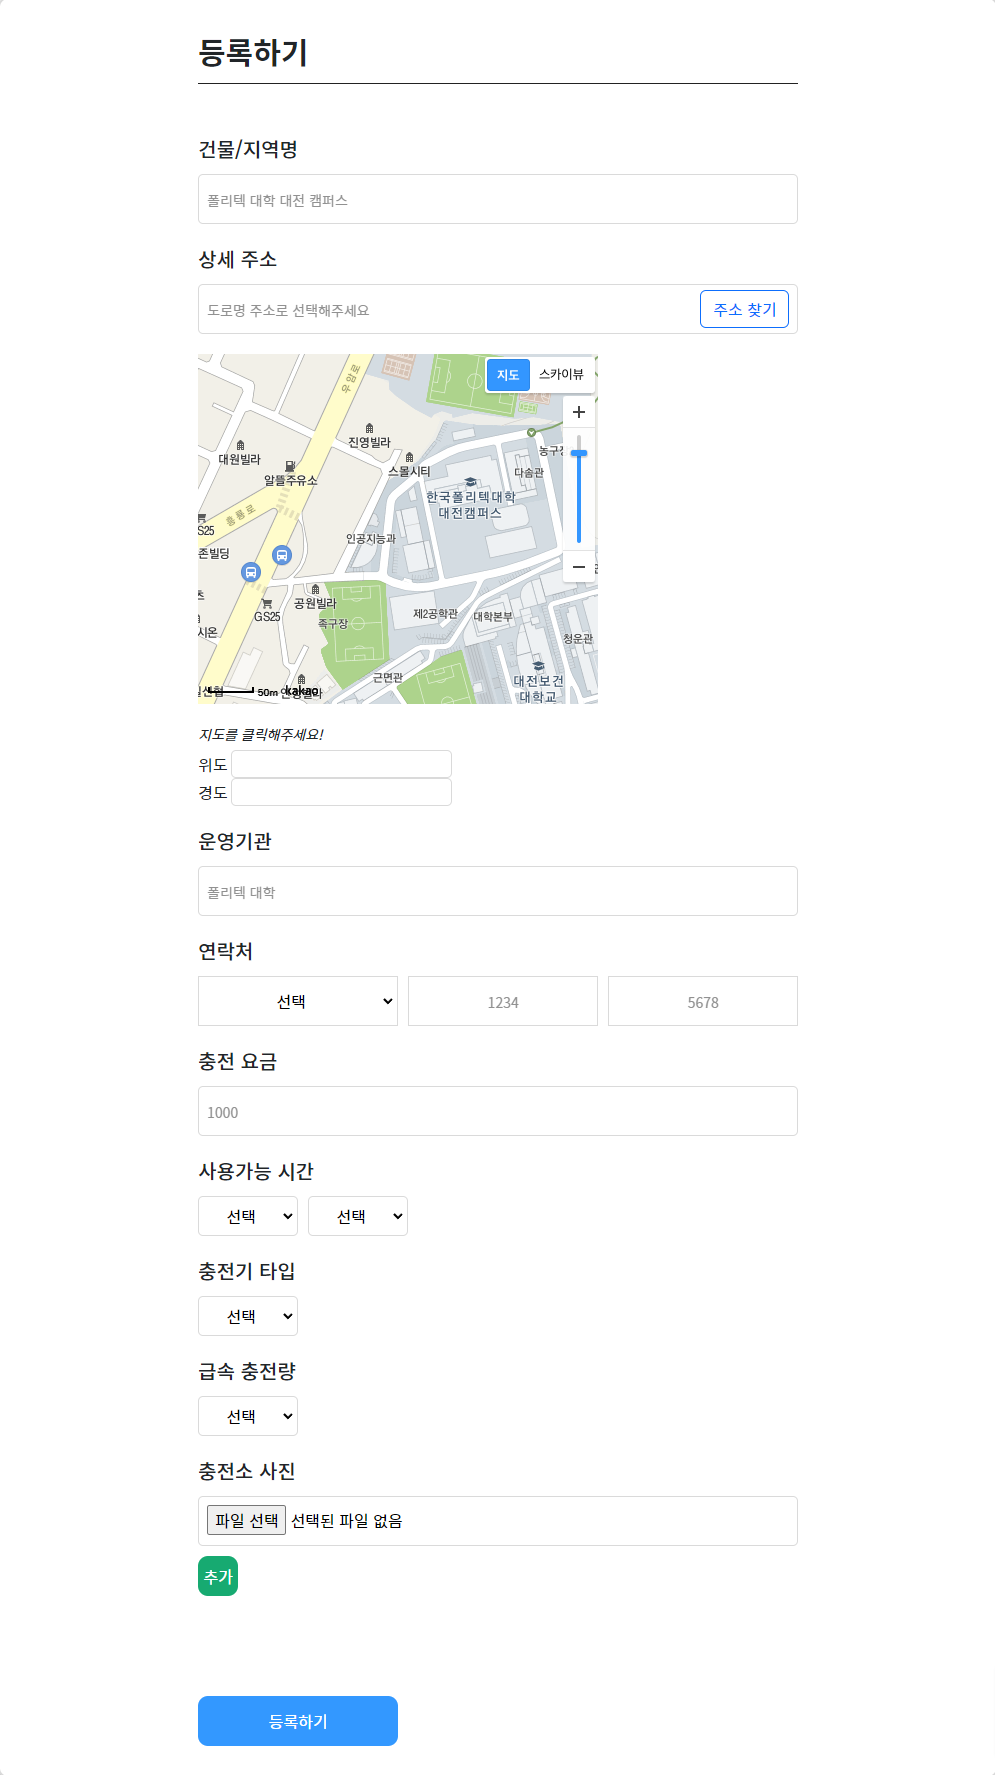 등록하기
건물/지역명
폴리텍 대학 대전 캠퍼스
상세 주소
도로명 주소로 선택해주세요
주소 찾기
지도 스카이뷰
우암로
진영빌라
대원빌라
스몰시티
농구장
다솜관
알뜰주유소
한국폴리텍대학
대전캠퍼스
흥룡로
GS25
인공지능과
존빌딩
공원빌라
GS25
족구장
제2공학관
대학본부
시온
청운관
근면관
대전보건
대학교
50m
kakao
지도를 클릭해주세요!
위도
경도
운영기관
폴리텍 대학
연락처
선택 1234 5678
충전 요금
1000
사용가능 시간
선택 선택
충전기 타입
선택
급속 충전량
선택
충전소 사진
파일 선택 선택된 파일 없음
추가
등록하기